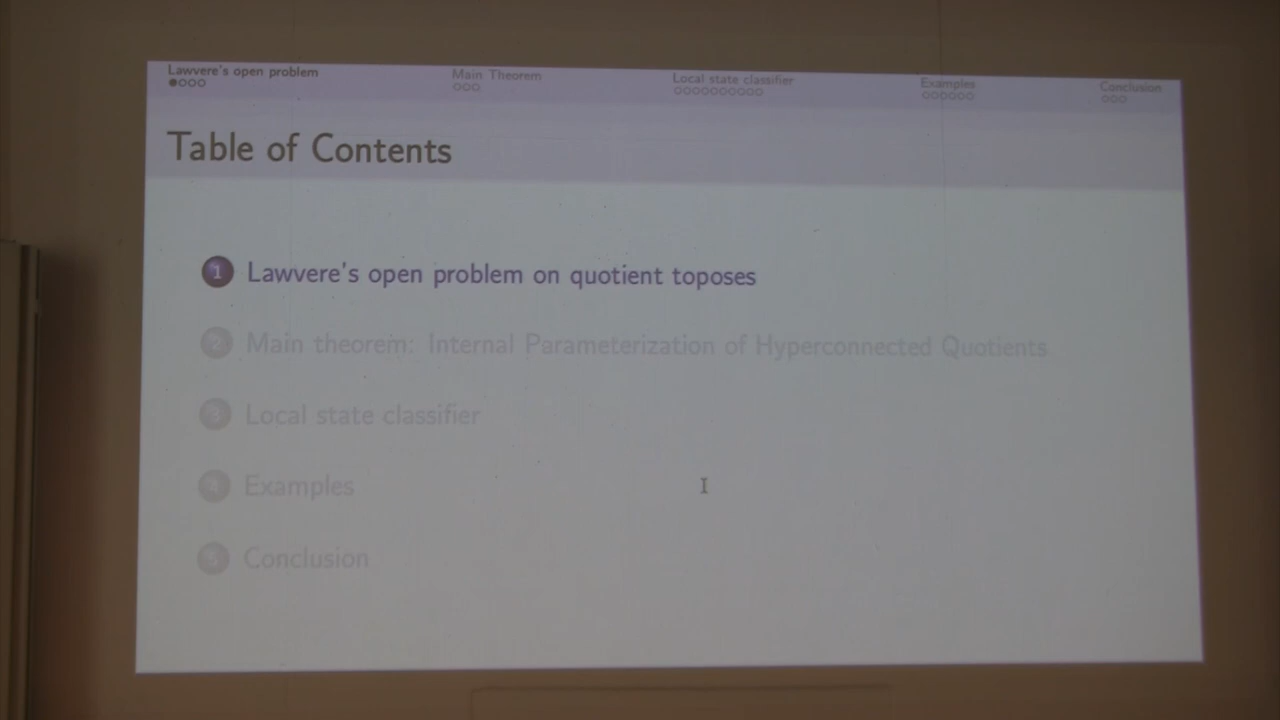 Lawvere's open problem
Main Theorem
Local state classifier
Examples
Conclusion
Table of Contents
1 Lawvere's open problem on quotient toposes
2 Main theorem: Internal Parameterization of Hyperconnected Quotients
3 Local state classifier
4 Examples
5 Conclusion